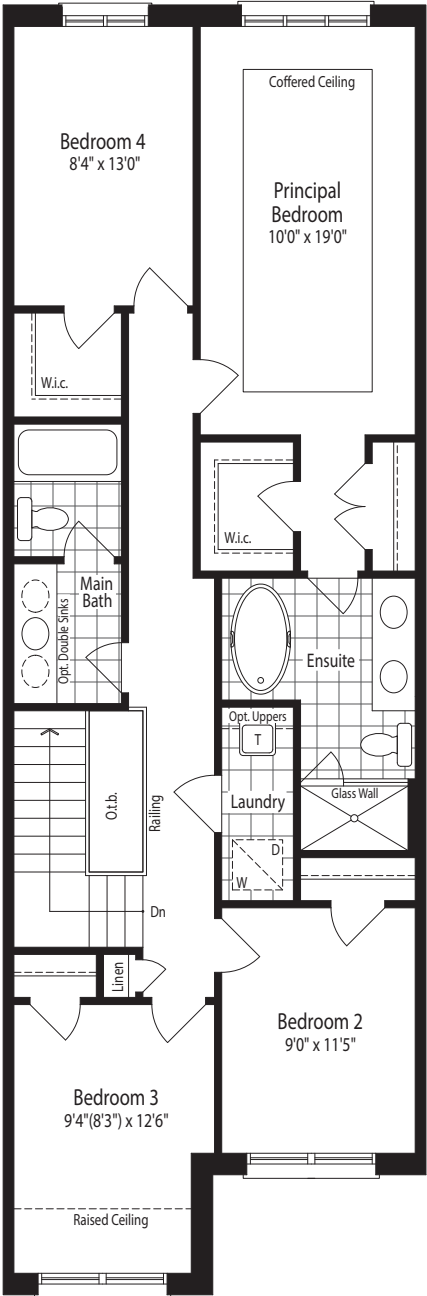 Coffered Ceiling
Bedroom 4
8'4" x 13'0"
Principal
Bedroom
10'0" x 19'0"
W.i.c.
W.i.c.
Main
Bath
Opt. Double Sinks
Ensuite
Opt. Uppers
T
Laundry
Glass Wall
O.t.b.
Railing
D
W
Dn
Linen
Bedroom 2
9'0" x 11'5"
Bedroom 3
9'4"(8'3") x 12'6"
Raised Ceiling